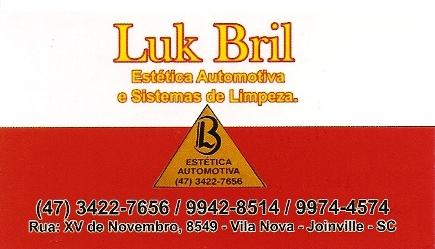 Luk Bril
Estética Automotiva
e Sistemas de Limpeza.
LB
ESTÉTICA
AUTOMOTIVA
(47) 3422-7656
(47) 3422-7656 / 9942-8514 / 9974-4574
Rua: XV de Novembro, 8549 - Vila Nova - Joinville - SC